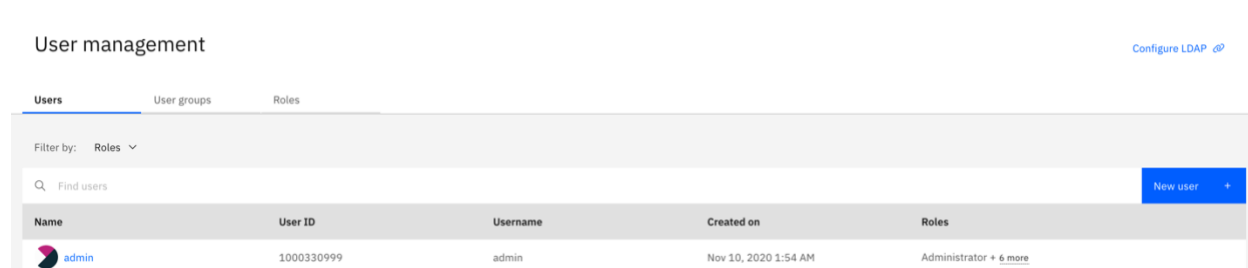 User management
Configure LDAP
Users User groups Roles
Filter by: Roles
Find users
New user +
Name User ID Username Created on Roles
admin 1000330999 admin Nov 10, 2020 1:54 AM Administrator + 6 more